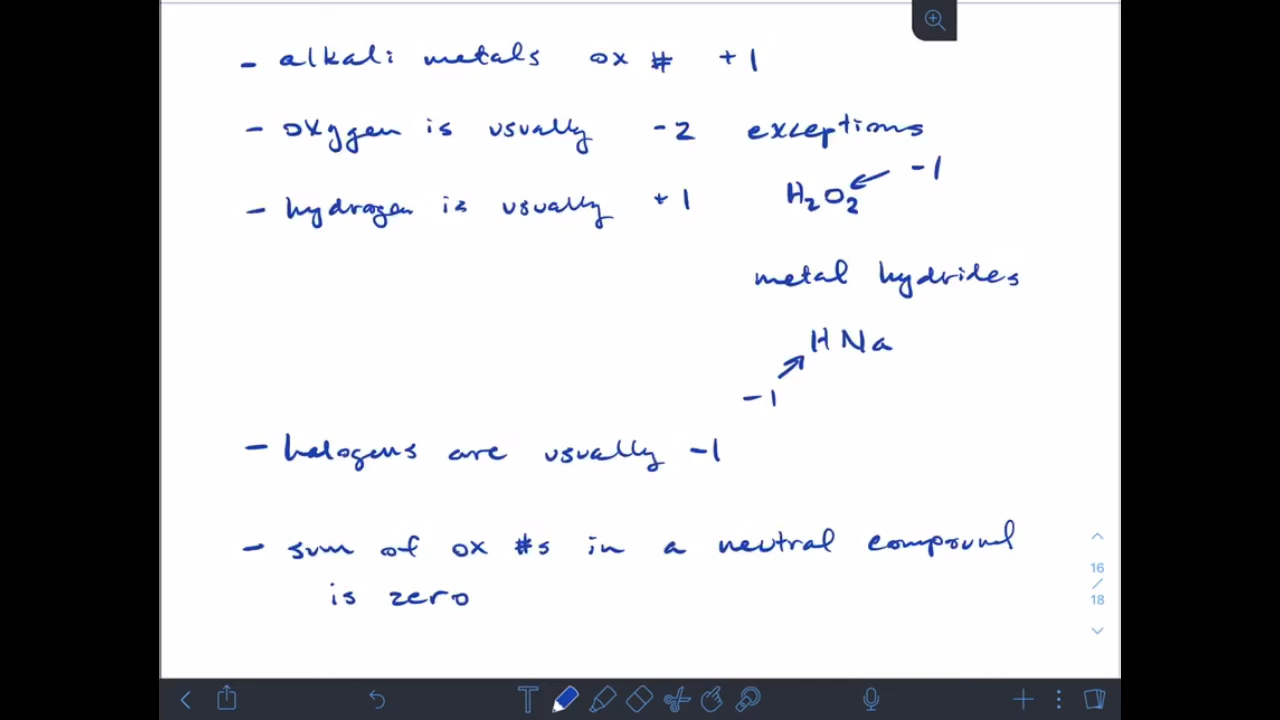 - alkali metals ox # +1
- oxygen is usually -2 exceptions
H2O2 ← -1
- hydrogen is usually +1
metal hydrides
HNa
-1
- halogens are usually -1
- sum of ox #s in a neutral compound
is zero
16
/
18
T